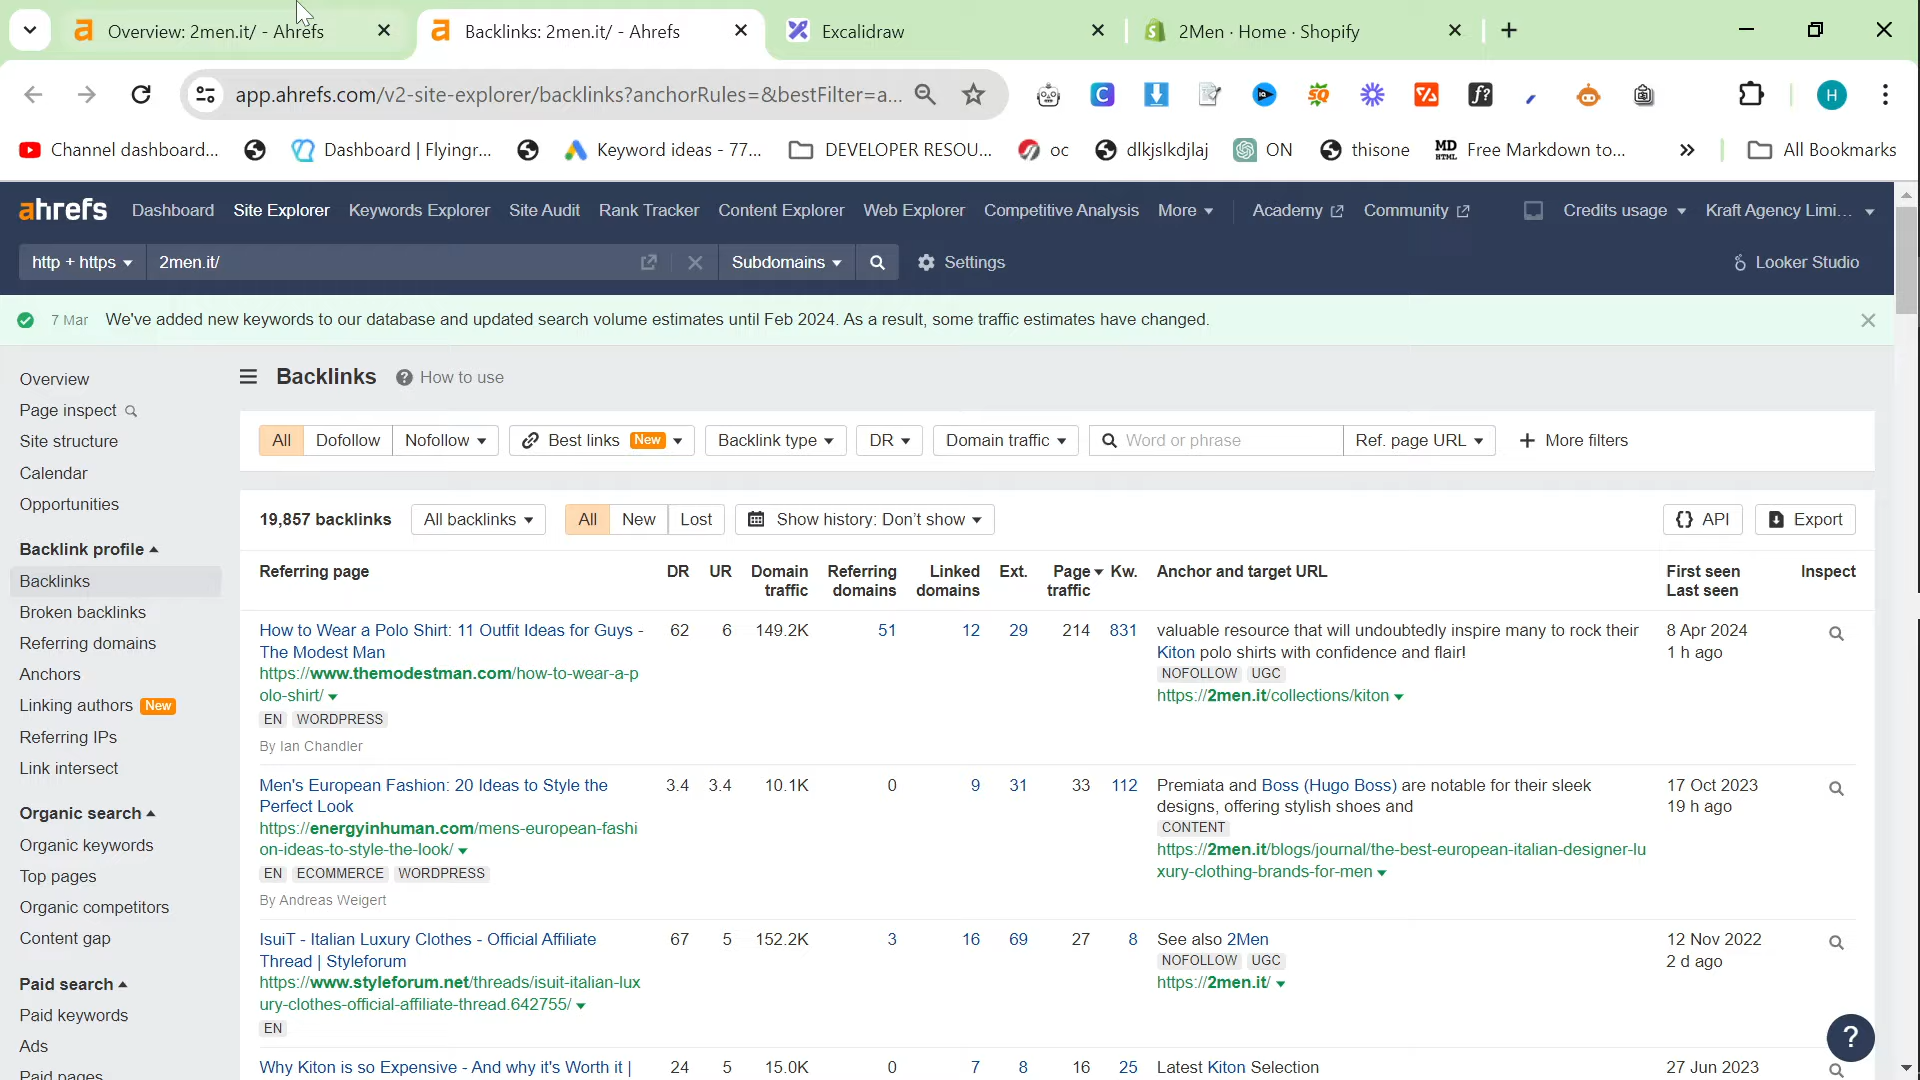 Overview: 2men.it/ - Ahrefs
Backlinks: 2men.it/ - Ahrefs
Excalidraw
2Men · Home · Shopify
app.ahrefs.com/v2-site-explorer/backlinks?anchorRules=&bestFilter=a...
H
Channel dashboard...
Dashboard | Flyingr...
Keyword ideas - 77...
DEVELOPER RESOU...
oc
dlkjslkdjlaj
ON
thisone
Free Markdown to...
»
All Bookmarks
ahrefs
Dashboard
Site Explorer
Keywords Explorer
Site Audit
Rank Tracker
Content Explorer
Web Explorer
Competitive Analysis
More
Academy
Community
Credits usage
Kraft Agency Limi...
http + https
2men.it/
Subdomains
Settings
Looker Studio
7 Mar We've added new keywords to our database and updated search volume estimates until Feb 2024. As a result, some traffic estimates have changed.
Overview
Page inspect
Site structure
Calendar
Opportunities
Backlink profile
Backlinks
Broken backlinks
Referring domains
Anchors
Linking authors New
Referring IPs
Link intersect
Organic search
Organic keywords
Top pages
Organic competitors
Content gap
Paid search
Paid keywords
Ads
Paid pages
Backlinks ? How to use
All Dofollow Nofollow
Best links New
Backlink type
DR
Domain traffic
Word or phrase
Ref. page URL
+ More filters
19,857 backlinks
All backlinks
All New Lost
Show history: Don't show
{} API
Export
Referring page DR UR Domain traffic Referring domains Linked domains Ext. Page traffic Kw. Anchor and target URL First seen Last seen Inspect
How to Wear a Polo Shirt: 11 Outfit Ideas for Guys - 62 6 149.2K 51 12 29 214 831 valuable resource that will undoubtedly inspire many to rock their 8 Apr 2024
The Modest Man Kiton polo shirts with confidence and flair! 1 h ago
https://www.themodestman.com/how-to-wear-a-p NOFOLLOW UGC
olo-shirt/ https://2men.it/collections/kiton
EN WORDPRESS
By Ian Chandler
Men's European Fashion: 20 Ideas to Style the 3.4 3.4 10.1K 0 9 31 33 112 Premiata and Boss (Hugo Boss) are notable for their sleek 17 Oct 2023
Perfect Look designs, offering stylish shoes and 19 h ago
https://energyinhuman.com/mens-european-fashi CONTENT
on-ideas-to-style-the-look/ https://2men.it/blogs/journal/the-best-european-italian-designer-lu
EN ECOMMERCE WORDPRESS xury-clothing-brands-for-men
By Andreas Weigert
IsuiT - Italian Luxury Clothes - Official Affiliate 67 5 152.2K 3 16 69 27 8 See also 2Men 12 Nov 2022
Thread | Styleforum NOFOLLOW UGC 2 d ago
https://www.styleforum.net/threads/isuit-italian-lux https://2men.it/
ury-clothes-official-affiliate-thread.642755/
EN
Why Kiton is so Expensive - And why it's Worth it | 24 5 15.0K 0 7 8 16 25 Latest Kiton Selection 27 Jun 2023
?